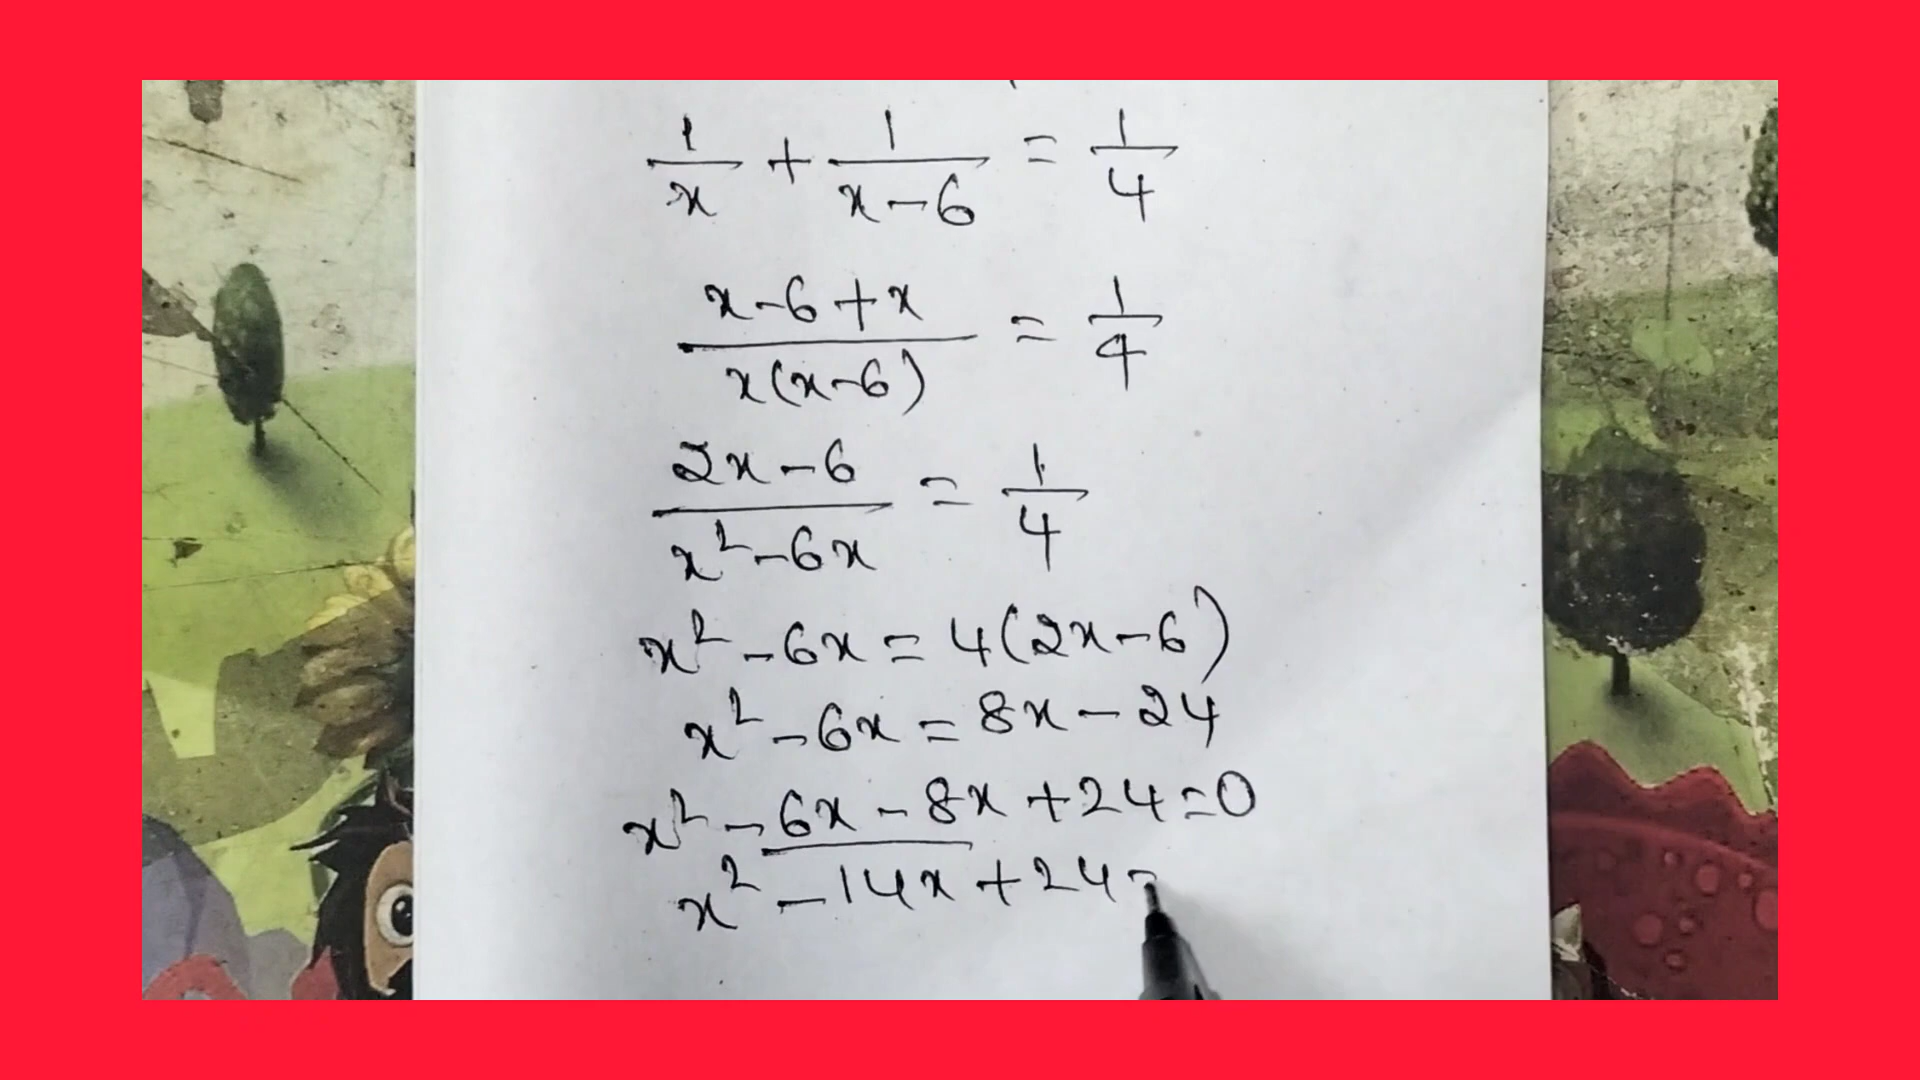 1/x + 1/(x-6) = 1/4
(x-6+x)/(x(x-6)) = 1/4
(2x-6)/(x²-6x) = 1/4
x²-6x = 4(2x-6)
x²-6x = 8x-24
x²-6x-8x+24=0
x²-14x+24=